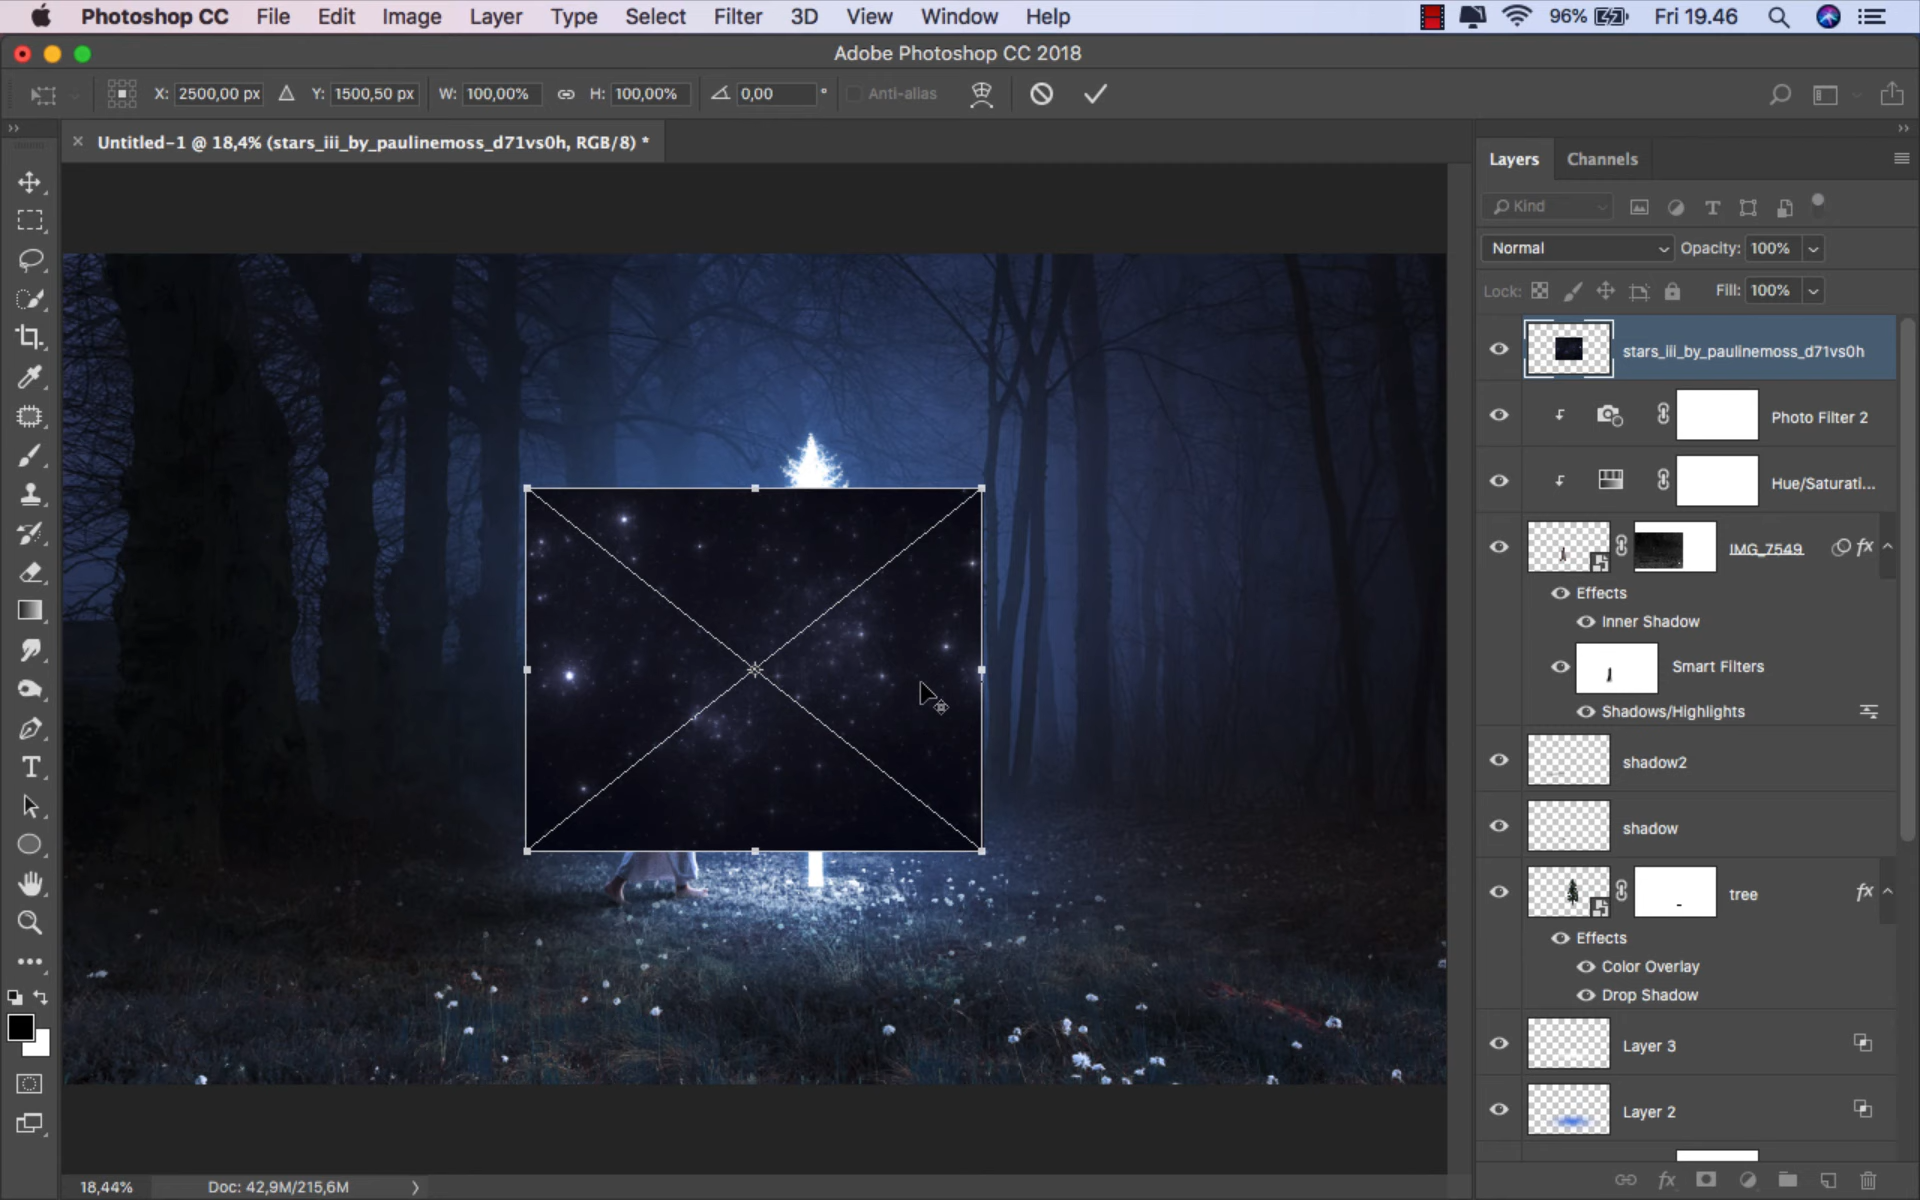 Photoshop CC File Edit Image Layer Type Select Filter 3D View Window Help 96% Fri 19.46
Adobe Photoshop CC 2018
X: 2500,00 px Y: 1500,50 px W: 100,00% H: 100,00% 0,00 ° Anti-alias
Untitled-1 @ 18,4% (stars_iii_by_paulinemoss_d71vs0h, RGB/8) *
Layers Channels
Kind
Normal Opacity: 100%
Lock: Fill: 100%
stars_iii_by_paulinemoss_d71vs0h
Photo Filter 2
Hue/Saturati...
IMG_7549 fx
Effects
Inner Shadow
Smart Filters
Shadows/Highlights
shadow2
shadow
tree fx
Effects
Color Overlay
Drop Shadow
Layer 3
Layer 2
18,44% Doc: 42,9M/215,6M
fx